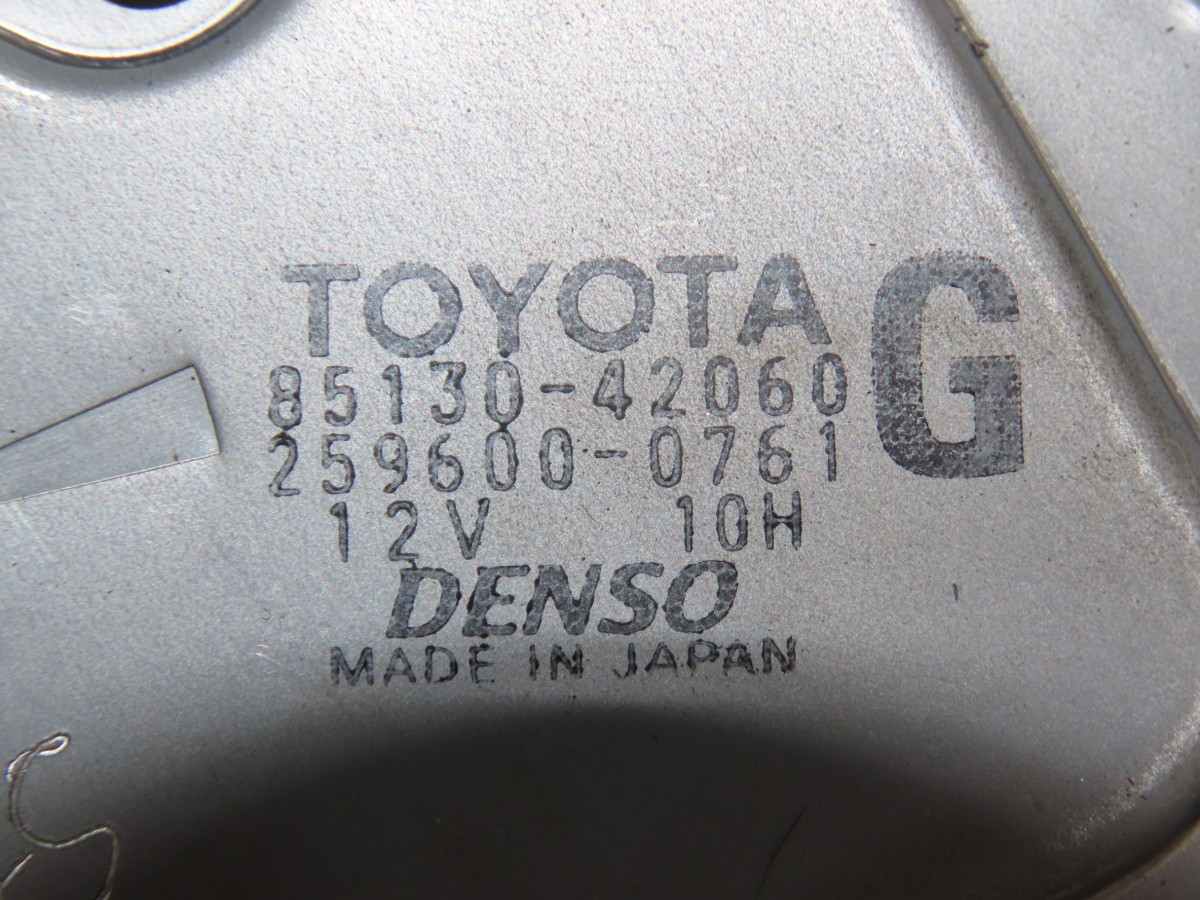 TOYOTA G
85130-42060
259600-0761
12V 10H
DENSO
MADE IN JAPAN